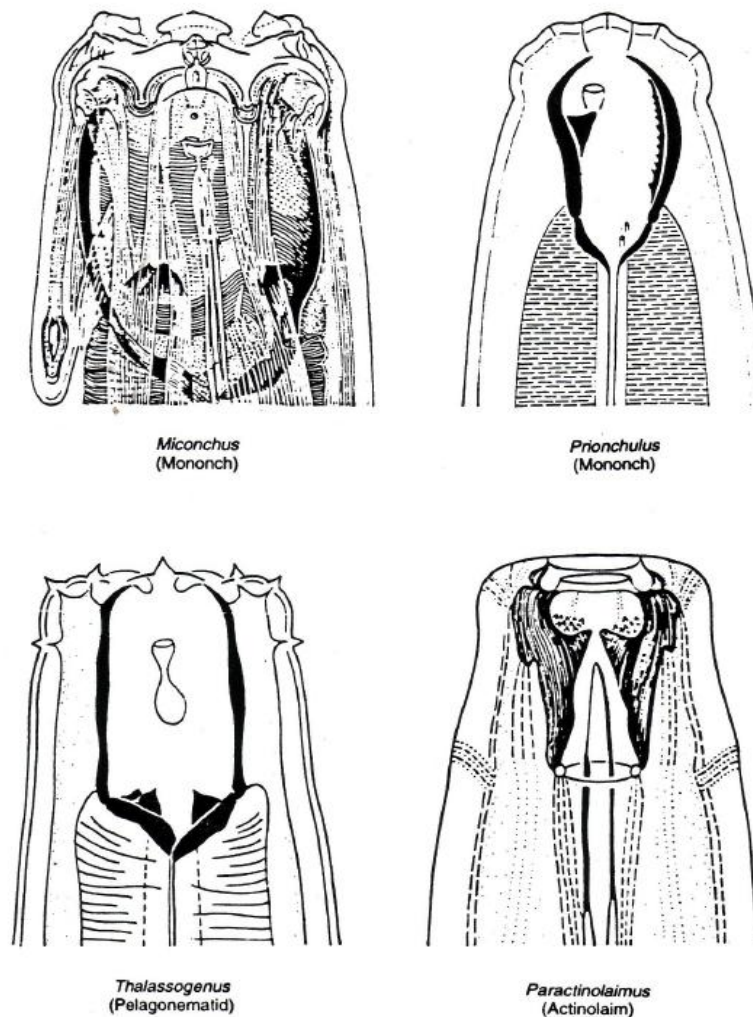 Miconchus
(Mononch)
Prionchulus
(Mononch)
Thalassogenus
(Pelagonematid)
Paractinolaimus
(Actinolaim)